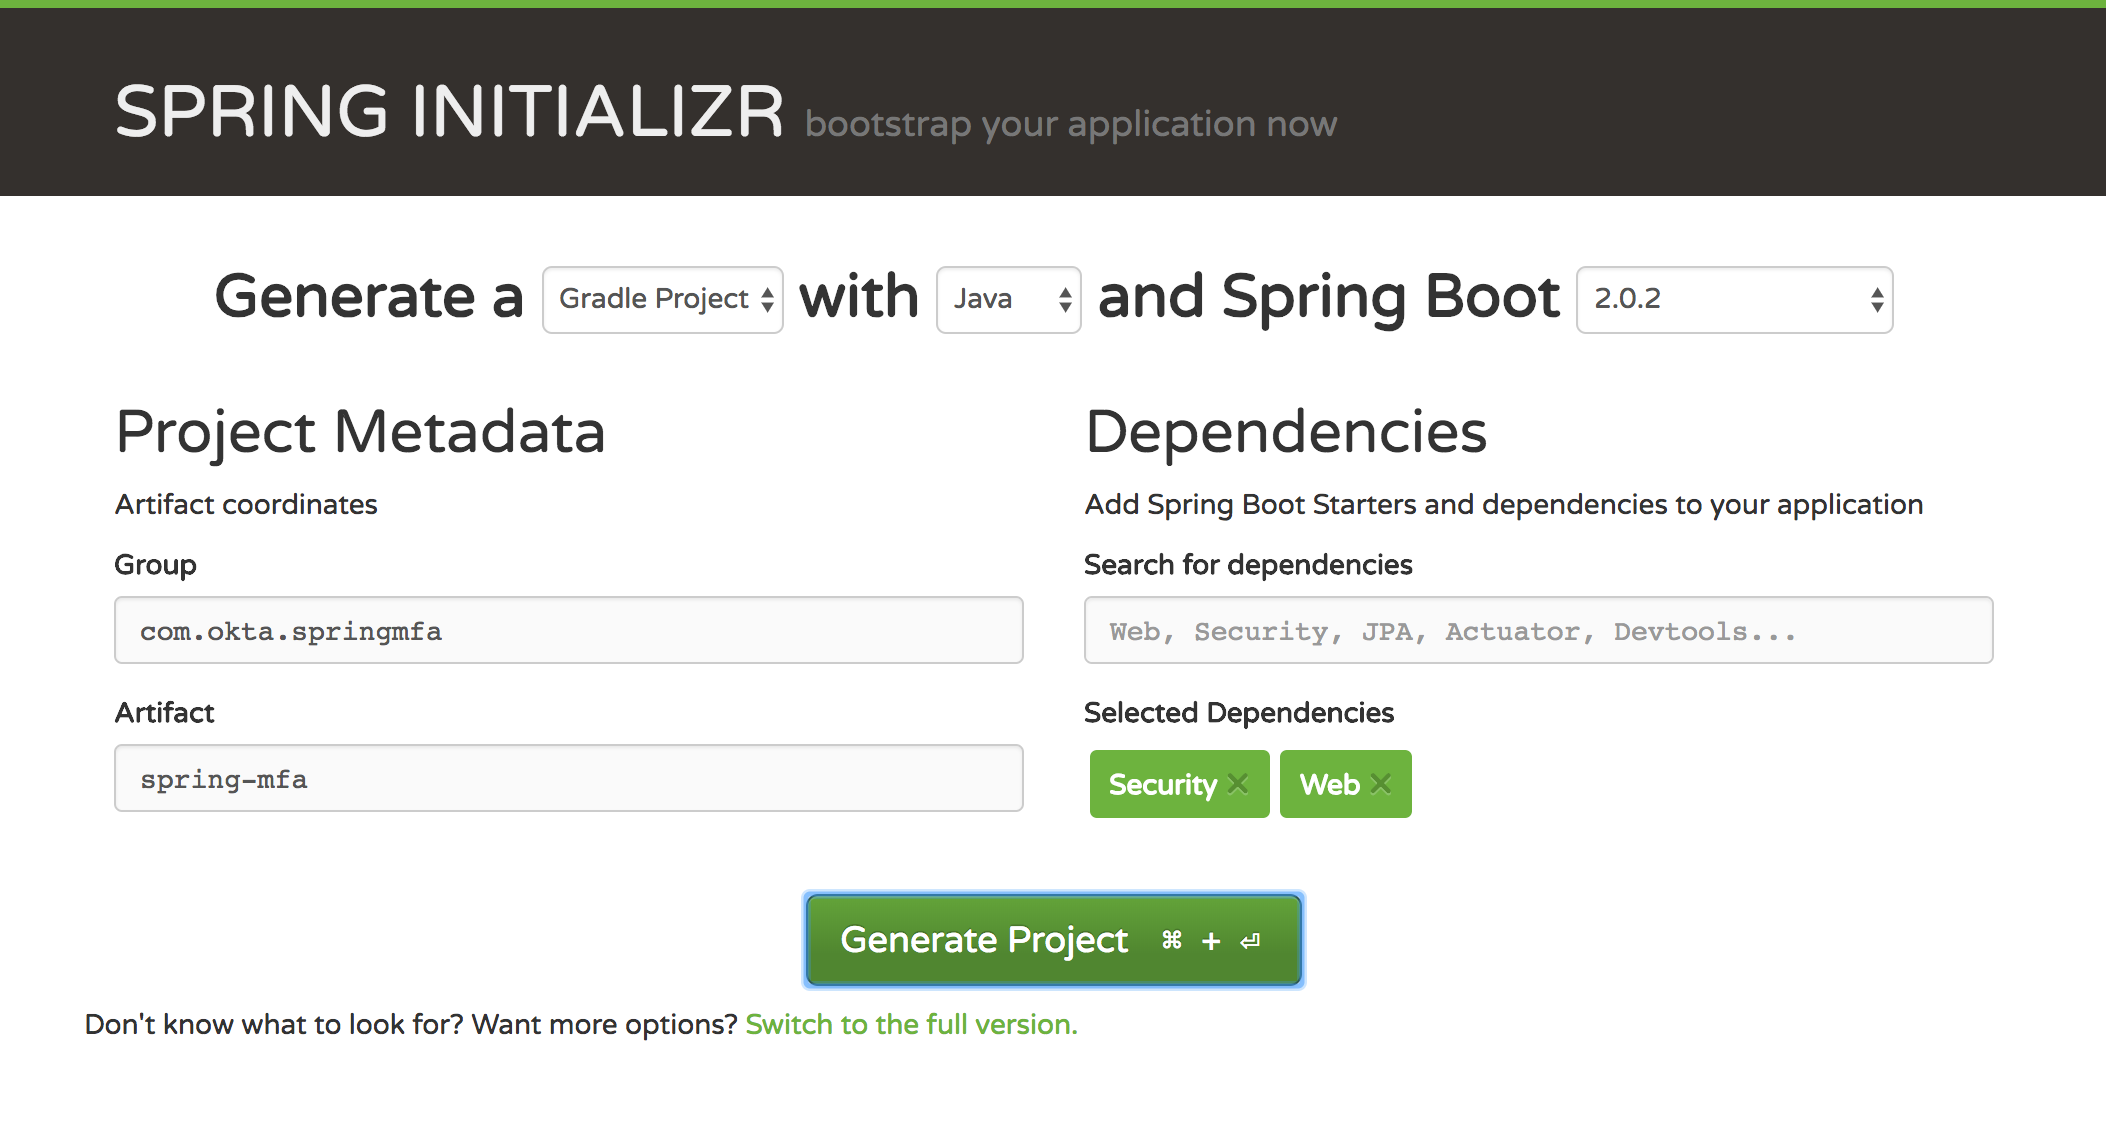 SPRING INITIALIZR bootstrap your application now
Generate a Gradle Project with Java and Spring Boot 2.0.2
Project Metadata
Artifact coordinates
Group
com.okta.springmfa
Artifact
spring-mfa
Dependencies
Add Spring Boot Starters and dependencies to your application
Search for dependencies
Web, Security, JPA, Actuator, Devtools...
Selected Dependencies
Security × Web ×
Generate Project ⌘ + ⏎
Don't know what to look for? Want more options? Switch to the full version.